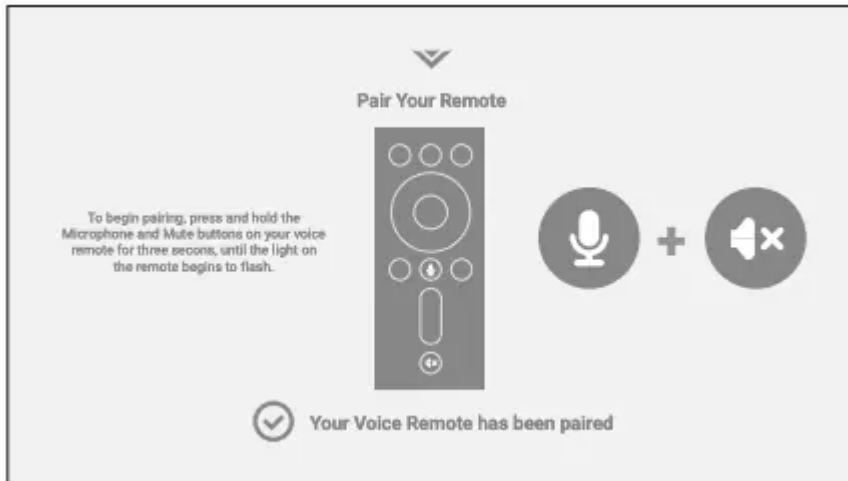 Pair Your Remote
To begin pairing, press and hold the
Microphone and Mute buttons on your voice
remote for three secons, until the light on
the remote begins to flash.
Your Voice Remote has been paired